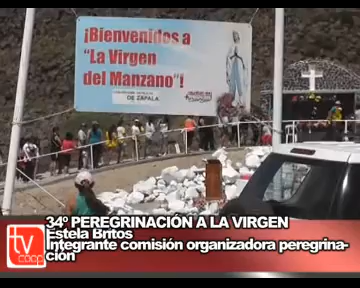 ¡Bienvenidos a
"La Virgen
del Manzano"!
DE ZAPALA
34º PEREGRINACIÓN A LA VIRGEN
Estela Britos
Integrante comisión organizadora peregrina-
ción
tv
coop